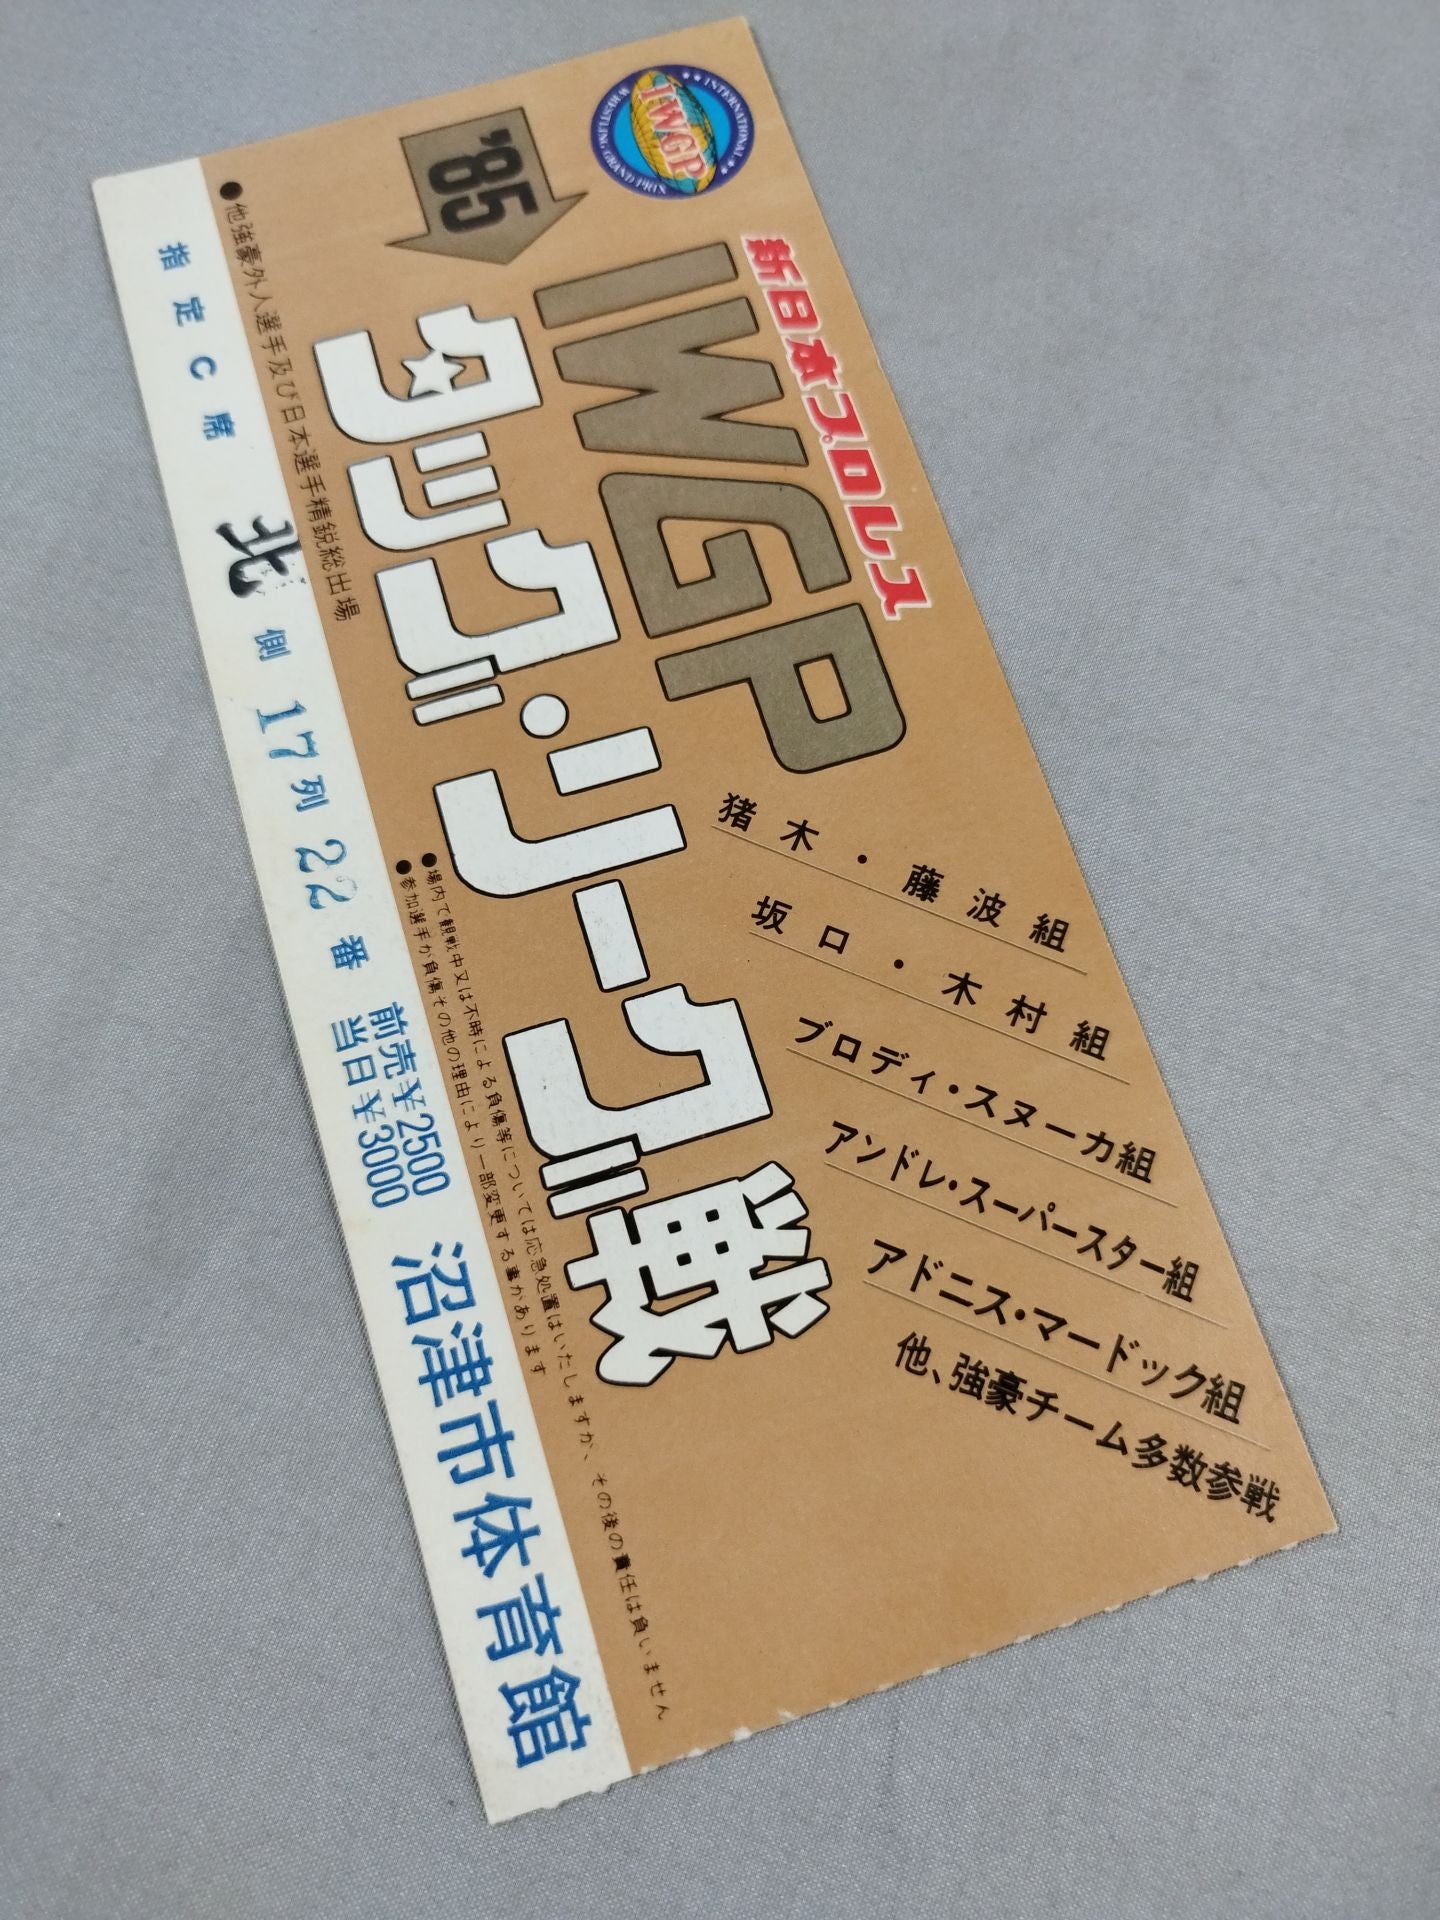 INTERNATIONAL
WRESTLING GRAND PRIX
IWGP
新日本プロレス
'85
IWGP
タッグ・リーグ戦
猪木・藤波組
坂口・木村組
ブロディ・スヌーカ組
アンドレ・スーパースター組
アドニス・マードック組
他、強豪チーム多数参戦
●他強豪外人選手及び日本選手精鋭総出場
●場内で観戦中又は不時による負傷等については応急処置はいたしますが、その後の責任は負いません
●参加選手が負傷その他の理由により一部変更する事があります
指定C席 北側 17列 22番
前売¥2500
当日¥3000
沼津市体育館